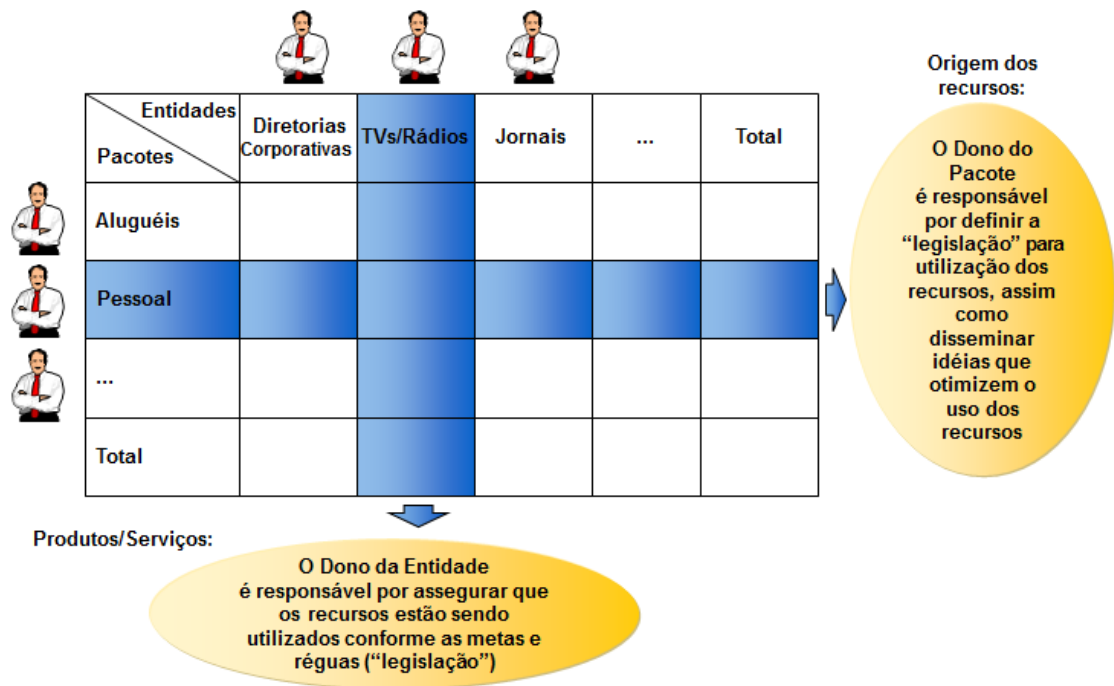 Origem dos
recursos:
Entidades
Pacotes
Diretorias
Corporativas
TVs/Rádios
Jornais
...
Total
Aluguéis
Pessoal
...
Total
O Dono do
Pacote
é responsável
por definir a
“legislação” para
utilização dos
recursos, assim
como
disseminar
idéias que
otimizem o
uso dos
recursos
Produtos/Serviços:
O Dono da Entidade
é responsável por assegurar que
os recursos estão sendo
utilizados conforme as metas e
réguas (“legislação”)